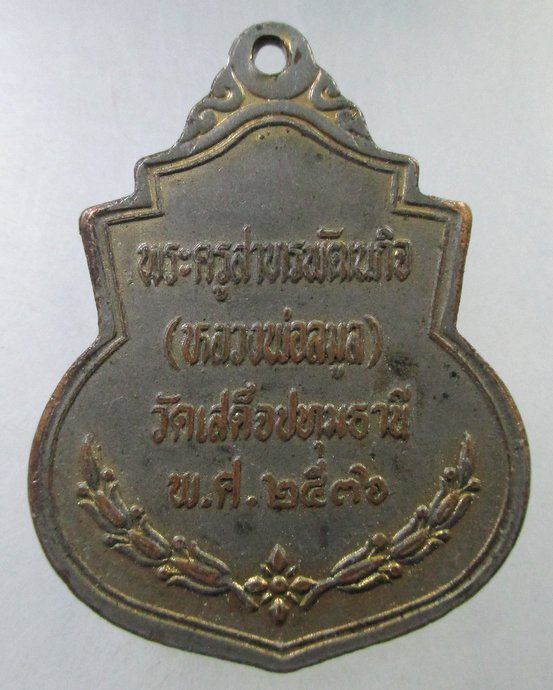 พระครูสาทรพัฒนกิจ
(หลวงพ่อลมูล)
วัดเสด็จปทุมธานี
พ.ศ.๒๕๓๖